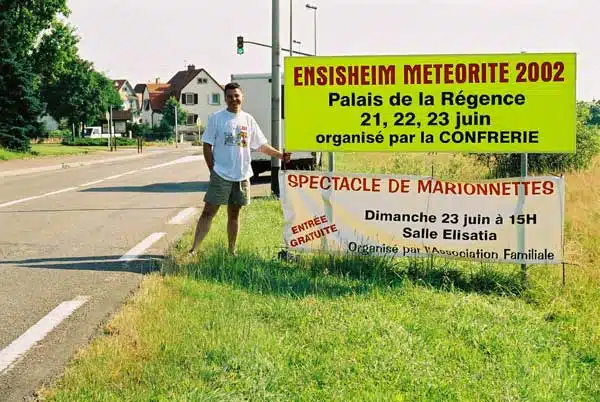 ENSISHEIM METEORITE 2002
Palais de la Régence
21, 22, 23 juin
organisé par la CONFRERIE
SPECTACLE DE MARIONNETTES
Dimanche 23 juin à 15H
Salle Elisatia
ENTRÉE
GRATUITE
Organisé par l'Association Familiale